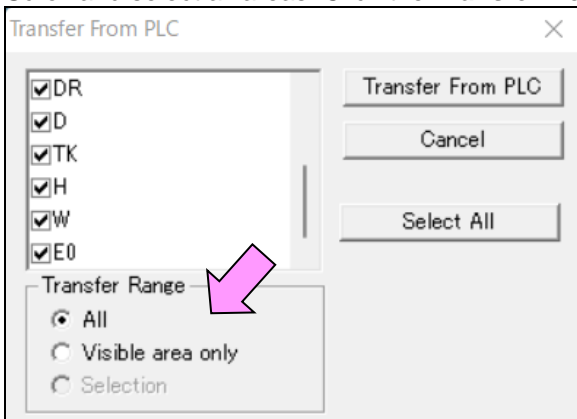 Transfer From PLC
DR
D
TK
H
W
E0
Transfer From PLC
Cancel
Select All
Transfer Range
All
Visible area only
Selection